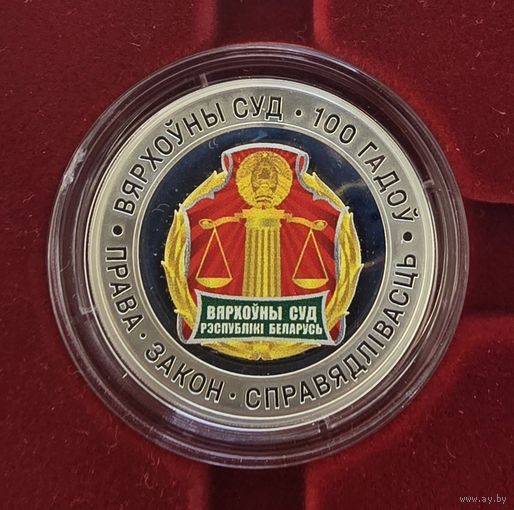 ВЯРХОЎНЫ СУД · 100 ГАДОЎ ·
ПРАВА · ЗАКОН · СПРАВЯДЛІВАСЦЬ ·
ВЯРХОЎНЫ СУД
РЭСПУБЛІКІ БЕЛАРУСЬ
www.ay.by